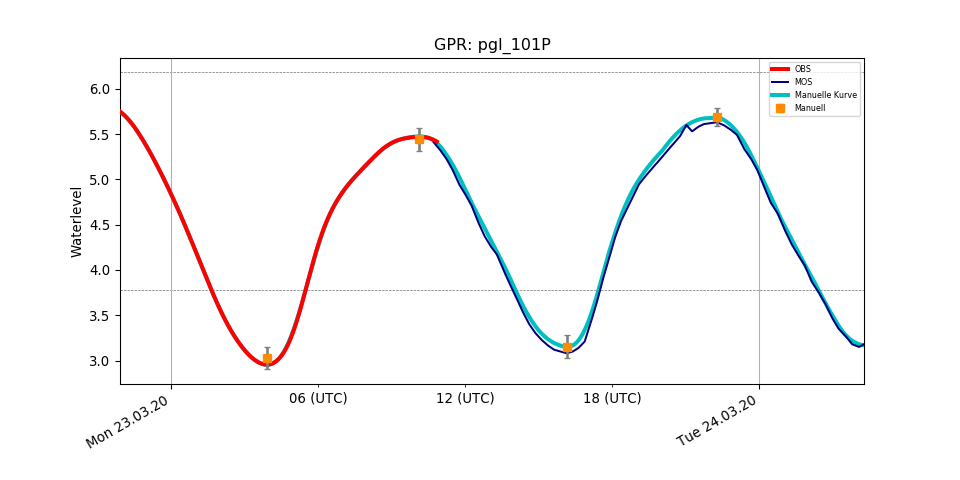 GPR: pgl_101P
OBS
MOS
Manuelle Kurve
Manuell
Waterlevel
6.0
5.5
5.0
4.5
4.0
3.5
3.0
Mon 23.03.20
06 (UTC)
12 (UTC)
18 (UTC)
Tue 24.03.20